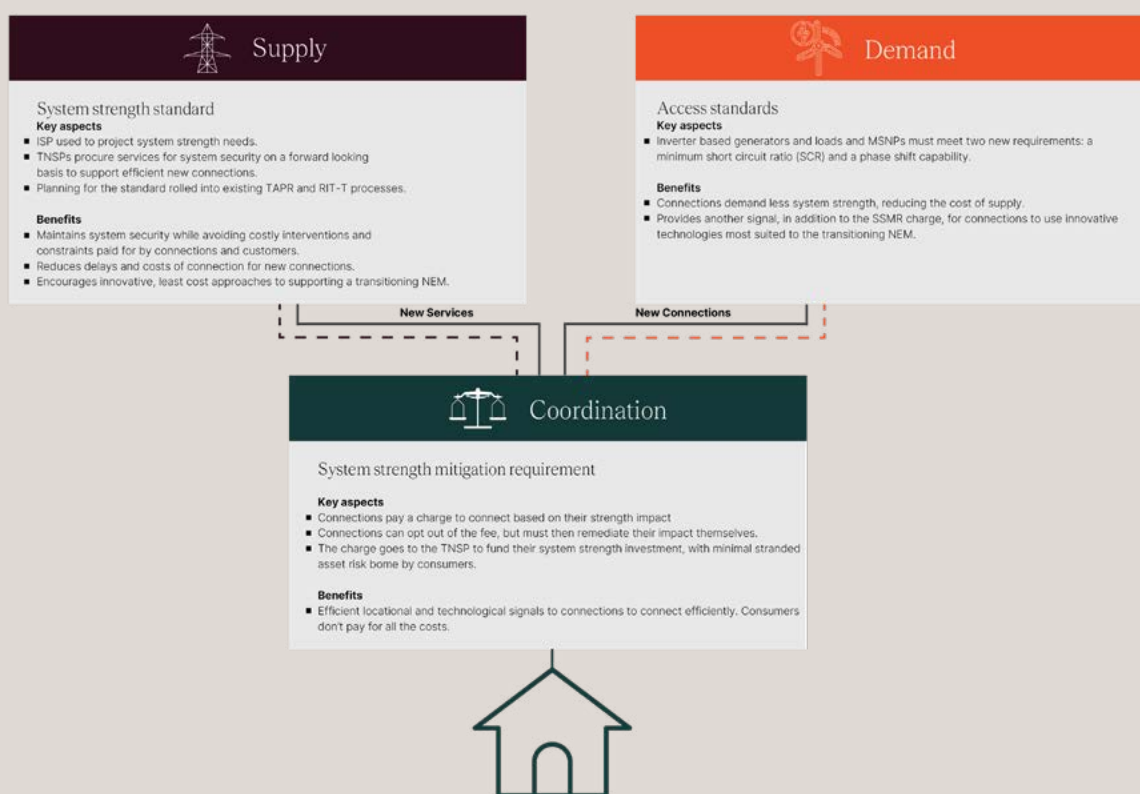 Supply
System strength standard
Key aspects
■ ISP used to project system strength needs.
■ TNSPs procure services for system security on a forward looking
basis to support efficient new connections.
■ Planning for the standard rolled into existing TAPR and RIT-T processes.
Benefits
■ Maintains system security while avoiding costly interventions and
constraints paid for by connections and customers.
■ Reduces delays and costs of connection for new connections.
■ Encourages innovative, least cost approaches to supporting a transitioning NEM.
Demand
Access standards
Key aspects
■ Inverter based generators and loads and MSNPs must meet two new requirements: a
minimum short circuit ratio (SCR) and a phase shift capability.
Benefits
■ Connections demand less system strength, reducing the cost of supply.
■ Provides another signal, in addition to the SSMR charge, for connections to use innovative
technologies most suited to the transitioning NEM.
New Services
New Connections
Coordination
System strength mitigation requirement
Key aspects
■ Connections pay a charge to connect based on their strength impact
■ Connections can opt out of the fee, but must then remediate their impact themselves.
■ The charge goes to the TNSP to fund their system strength investment, with minimal stranded
asset risk borne by consumers.
Benefits
■ Efficient locational and technological signals to connections to connect efficiently. Consumers
don't pay for all the costs.